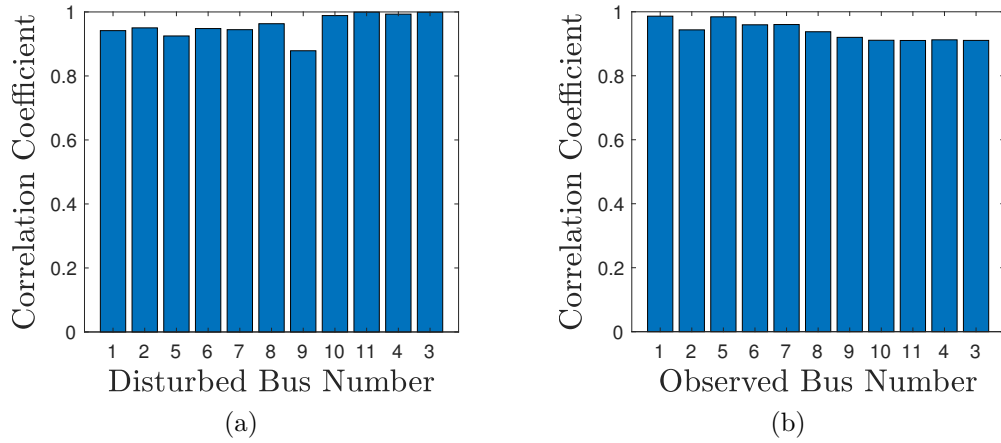 Correlation Coefficient
1
0.8
0.6
0.4
0.2
0
1 2 5 6 7 8 9 10 11 4 3
Disturbed Bus Number
(a)
Correlation Coefficient
1
0.8
0.6
0.4
0.2
0
1 2 5 6 7 8 9 10 11 4 3
Observed Bus Number
(b)